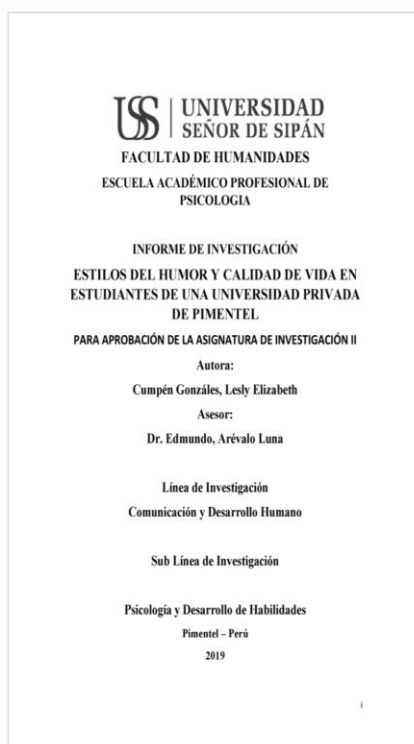 USS | UNIVERSIDAD
SEÑOR DE SIPÁN
FACULTAD DE HUMANIDADES
ESCUELA ACADÉMICO PROFESIONAL DE
PSICOLOGIA
INFORME DE INVESTIGACIÓN
ESTILOS DEL HUMOR Y CALIDAD DE VIDA EN
ESTUDIANTES DE UNA UNIVERSIDAD PRIVADA
DE PIMENTEL
PARA APROBACIÓN DE LA ASIGNATURA DE INVESTIGACIÓN II
Autora:
Cumpén Gonzáles, Lesly Elizabeth
Asesor:
Dr. Edmundo, Arévalo Luna
Línea de Investigación
Comunicación y Desarrollo Humano
Sub Línea de Investigación
Psicología y Desarrollo de Habilidades
Pimentel – Perú
2019
i